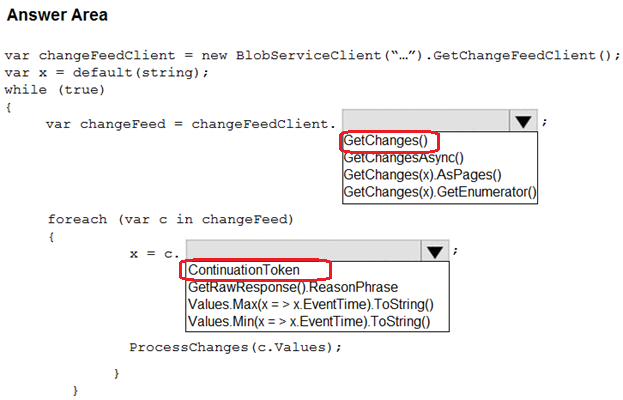 Answer Area
var changeFeedClient = new BlobServiceClient(“…”).GetChangeFeedClient();
var x = default(string);
while (true)
{
var changeFeed = changeFeedClient. ;
GetChanges()
GetChangesAsync()
GetChanges(x).AsPages()
GetChanges(x).GetEnumerator()
foreach (var c in changeFeed)
{
x = c. ;
ContinuationToken
GetRawResponse().ReasonPhrase
Values.Max(x = > x.EventTime).ToString()
Values.Min(x = > x.EventTime).ToString()
ProcessChanges(c.Values);
}
}